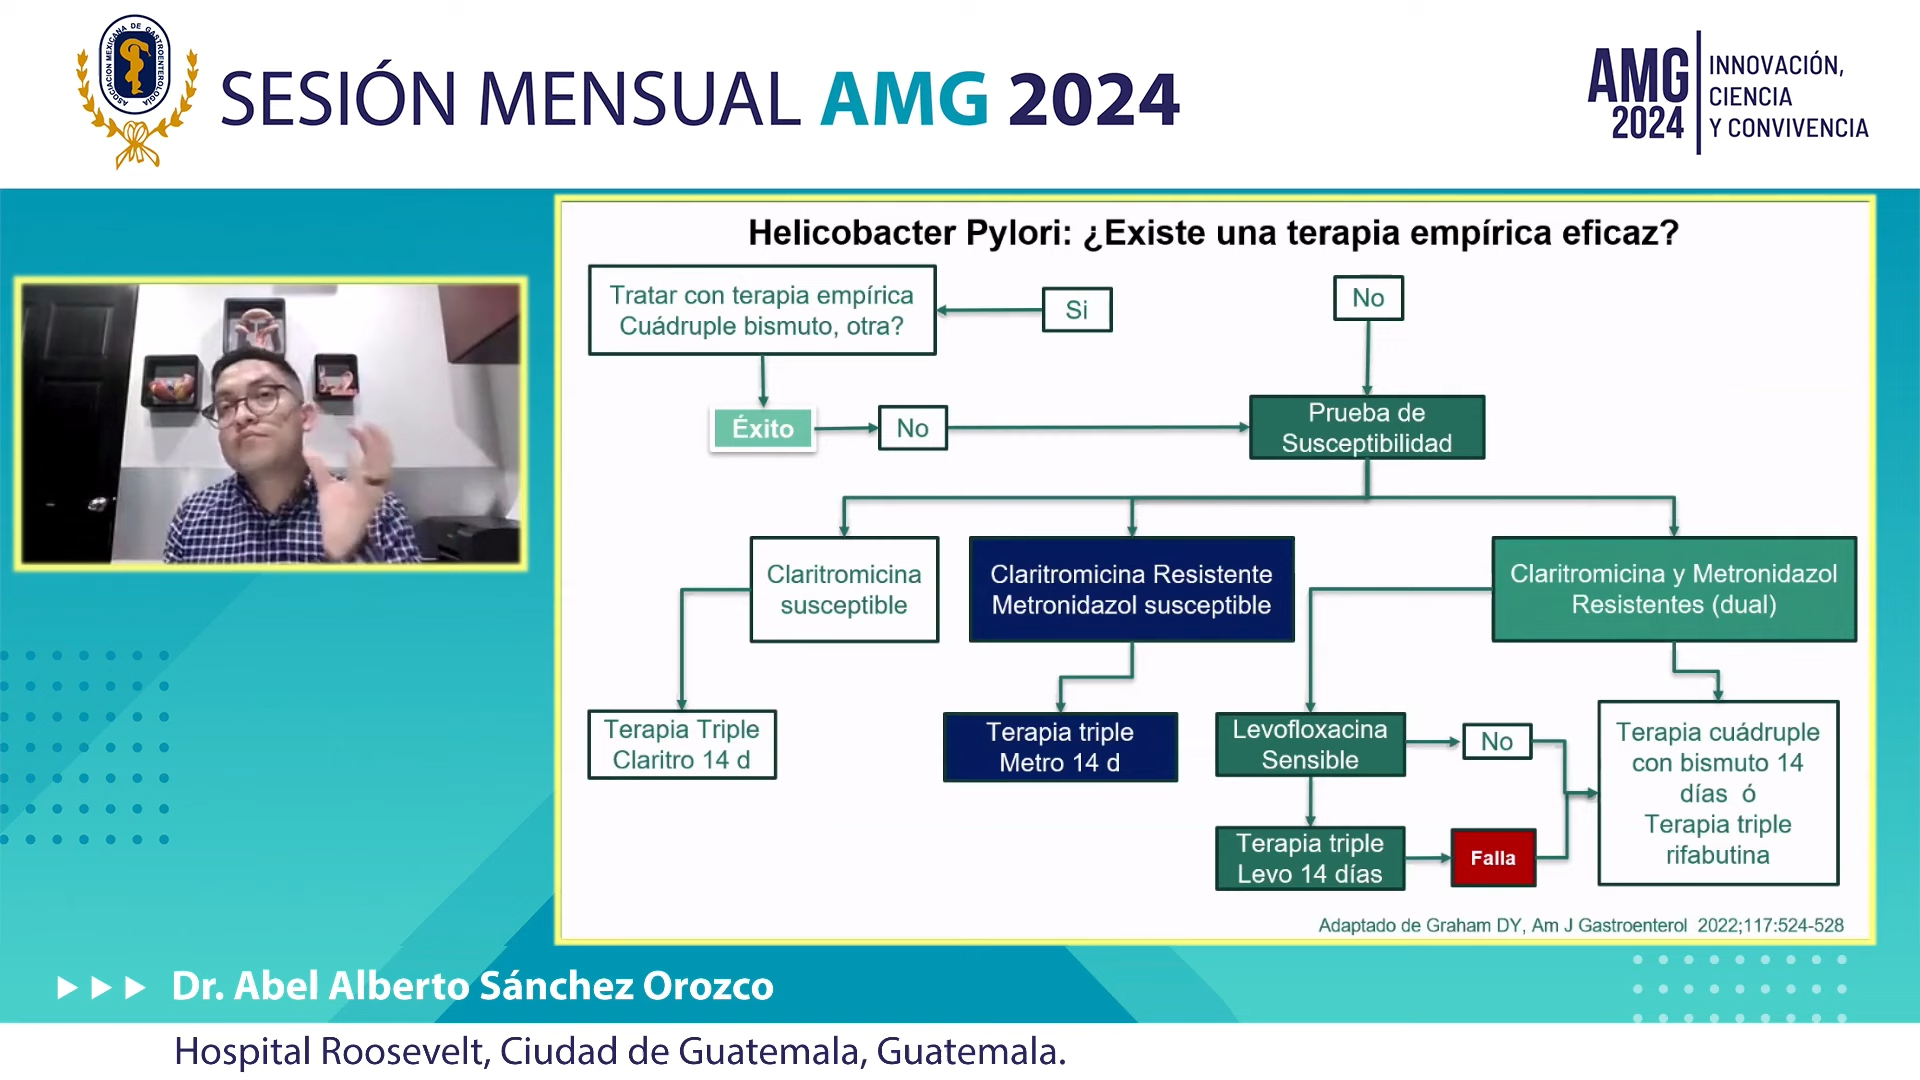 ASOCIACIÓN MEXICANA DE GASTROENTEROLOGÍA
SESIÓN MENSUAL AMG 2024
AMG
2024
INNOVACIÓN,
CIENCIA
Y CONVIVENCIA
Helicobacter Pylori: ¿Existe una terapia empírica eficaz?
Tratar con terapia empírica
Cuádruple bismuto, otra?
Si
No
Éxito
No
Prueba de
Susceptibilidad
Claritromicina
susceptible
Claritromicina Resistente
Metronidazol susceptible
Claritromicina y Metronidazol
Resistentes (dual)
Terapia Triple
Claritro 14 d
Terapia triple
Metro 14 d
Levofloxacina
Sensible
No
Terapia cuádruple
con bismuto 14
días ó
Terapia triple
rifabutina
Terapia triple
Levo 14 días
Falla
Adaptado de Graham DY, Am J Gastroenterol 2022;117:524-528
Dr. Abel Alberto Sánchez Orozco
Hospital Roosevelt, Ciudad de Guatemala, Guatemala.